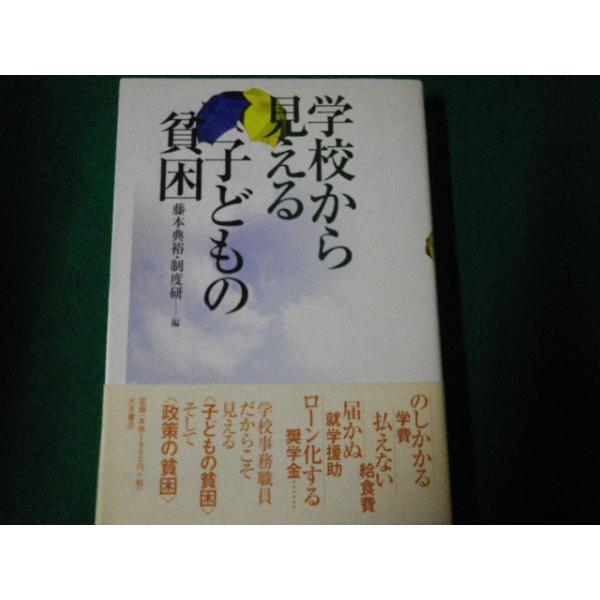 学校から
見える
子どもの
貧困
藤本典裕・制度研――編
のしかかる
学費
払えない
給食費
届かぬ
就学援助
ローン化する
奨学金……
学校事務職員
だからこそ
見える
〈子どもの貧困〉
そして
〈政策の貧困〉
大月書店